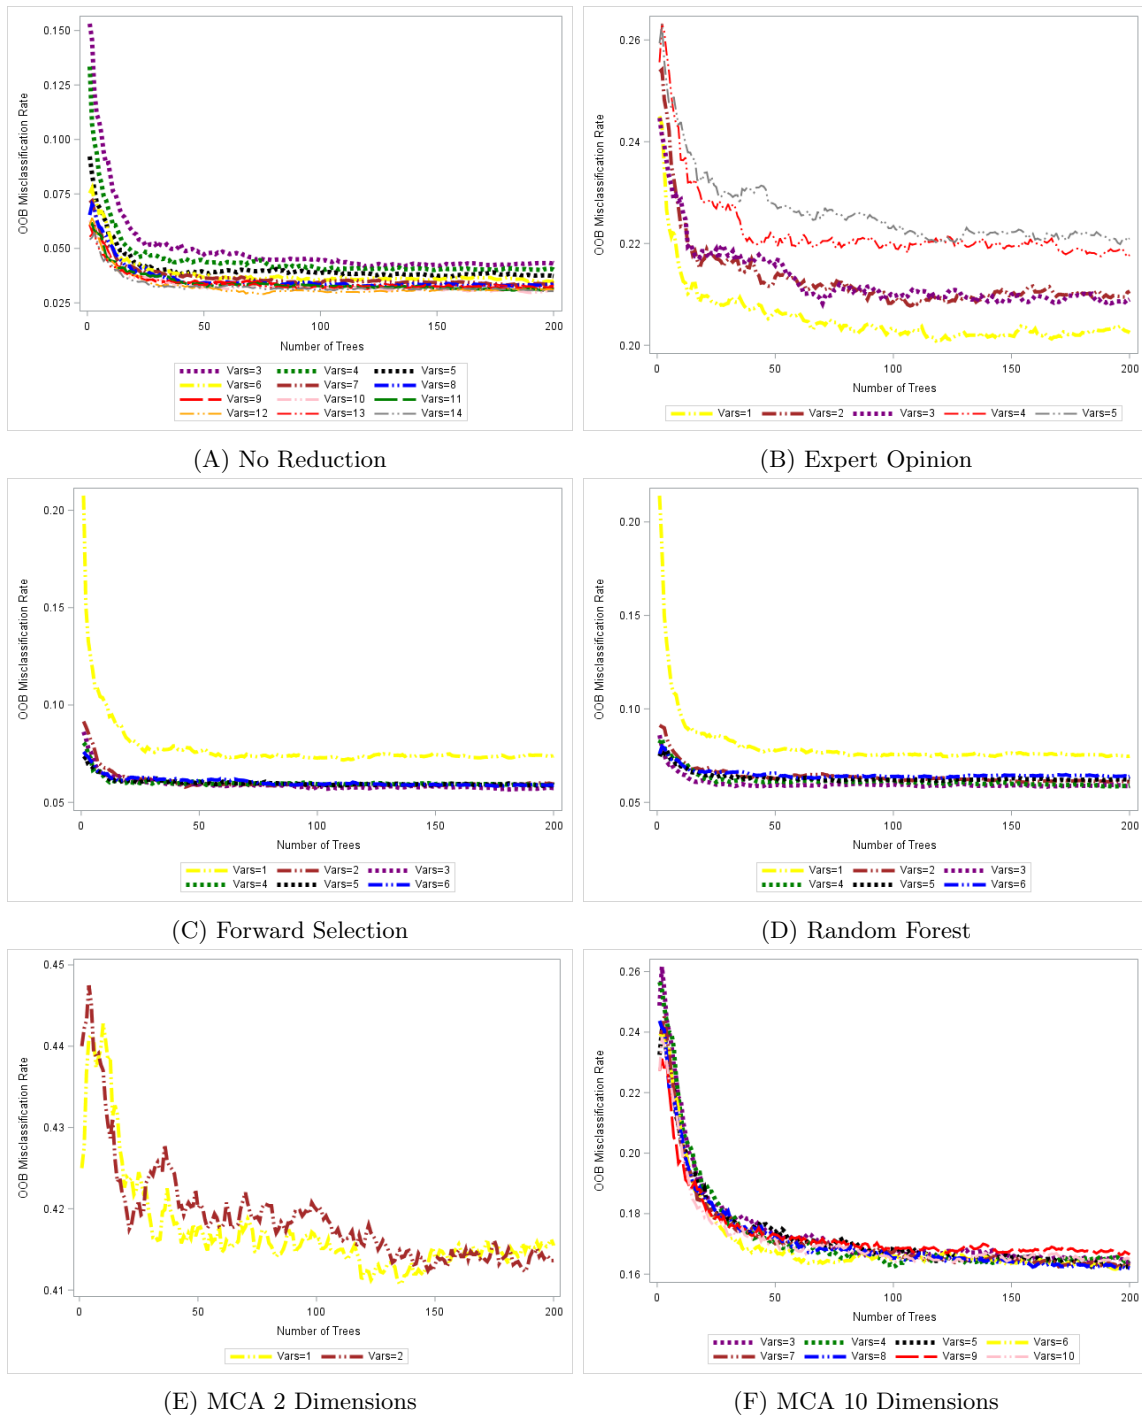 0.150
0.125
0.100
0.075
0.050
0.025
OOB Misclassification Rate
0 50 100 150 200
Number of Trees
Vars=3 Vars=4 Vars=5
Vars=6 Vars=7 Vars=8
Vars=9 Vars=10 Vars=11
Vars=12 Vars=13 Vars=14
(A) No Reduction
0.26
0.24
0.22
0.20
OOB Misclassification Rate
0 50 100 150 200
Number of Trees
Vars=1 Vars=2 Vars=3 Vars=4 Vars=5
(B) Expert Opinion
0.20
0.15
0.10
0.05
OOB Misclassification Rate
0 50 100 150 200
Number of Trees
Vars=1 Vars=2 Vars=3
Vars=4 Vars=5 Vars=6
(C) Forward Selection
0.20
0.15
0.10
0.05
OOB Misclassification Rate
0 50 100 150 200
Number of Trees
Vars=1 Vars=2 Vars=3
Vars=4 Vars=5 Vars=6
(D) Random Forest
0.45
0.44
0.43
0.42
0.41
OOB Misclassification Rate
0 50 100 150 200
Number of Trees
Vars=1 Vars=2
(E) MCA 2 Dimensions
0.26
0.24
0.22
0.20
0.18
0.16
OOB Misclassification Rate
0 50 100 150 200
Number of Trees
Vars=3 Vars=4 Vars=5 Vars=6
Vars=7 Vars=8 Vars=9 Vars=10
(F) MCA 10 Dimensions